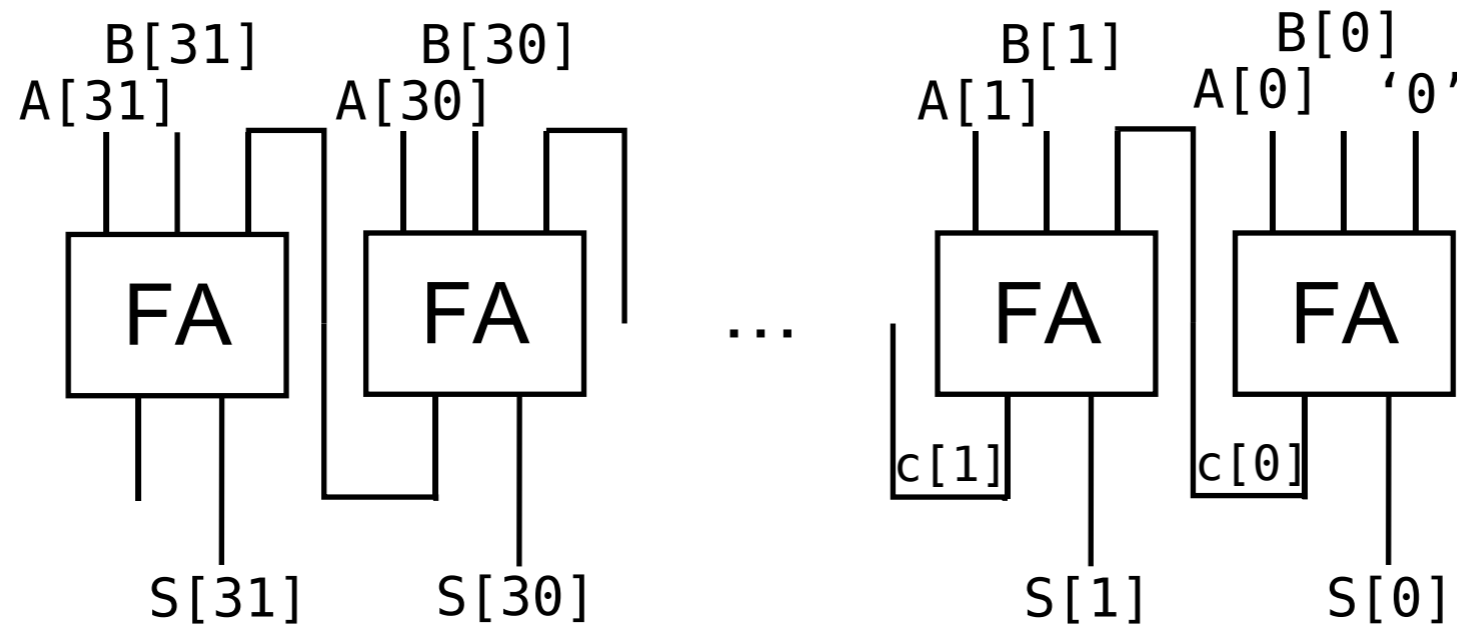 B[31] B[30] B[1] B[0]
A[31] A[30] A[1] A[0] ‘0’
FA FA ... FA FA
c[1] c[0]
S[31] S[30] S[1] S[0]